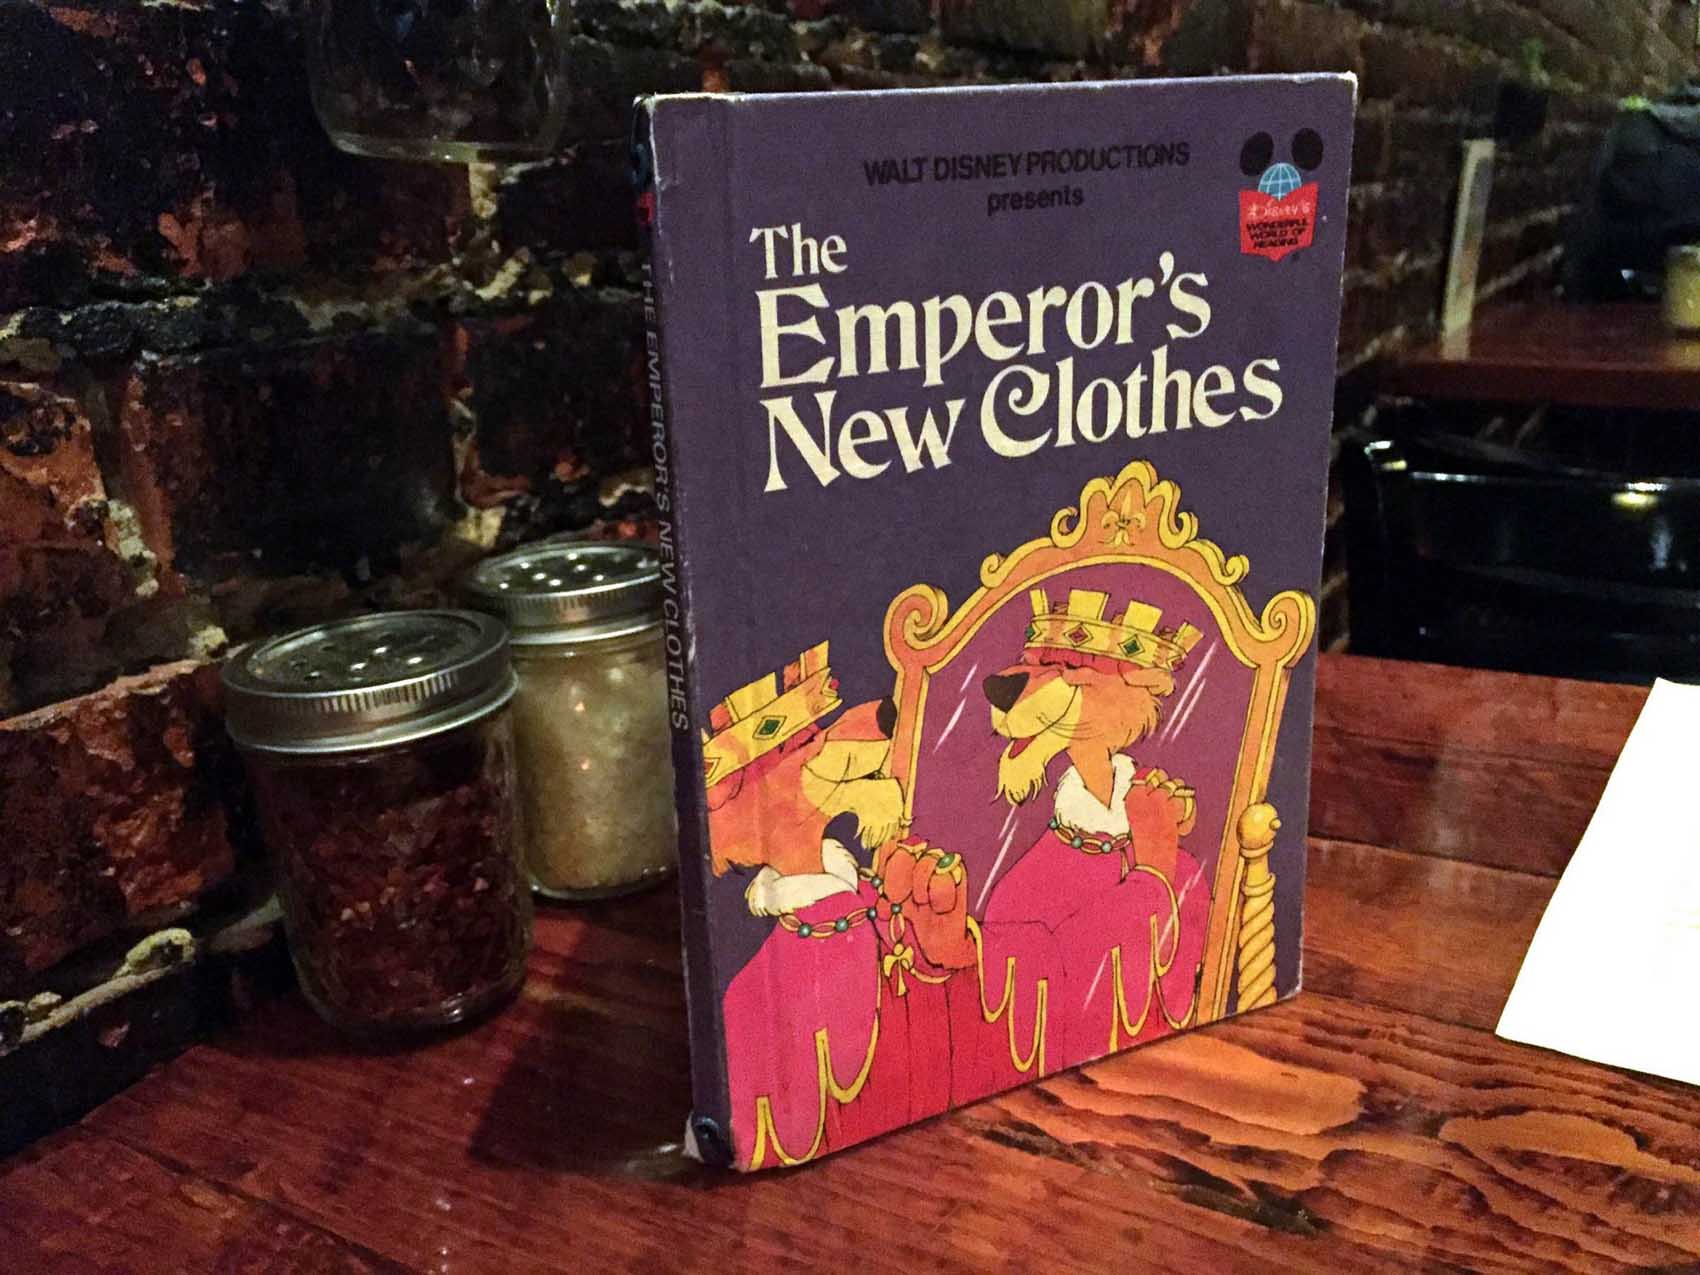 WALT DISNEY PRODUCTIONS
presents
The
Emperor's
New Clothes
Disney's
WONDERFUL
WORLD OF
READING
THE EMPEROR'S NEW CLOTHES